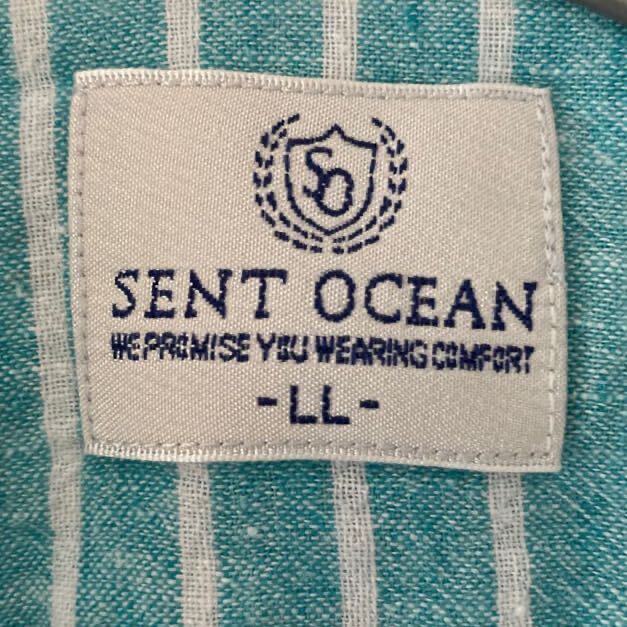 SO
SENT OCEAN
WE PROMISE YOU WEARING COMFORT
-LL-